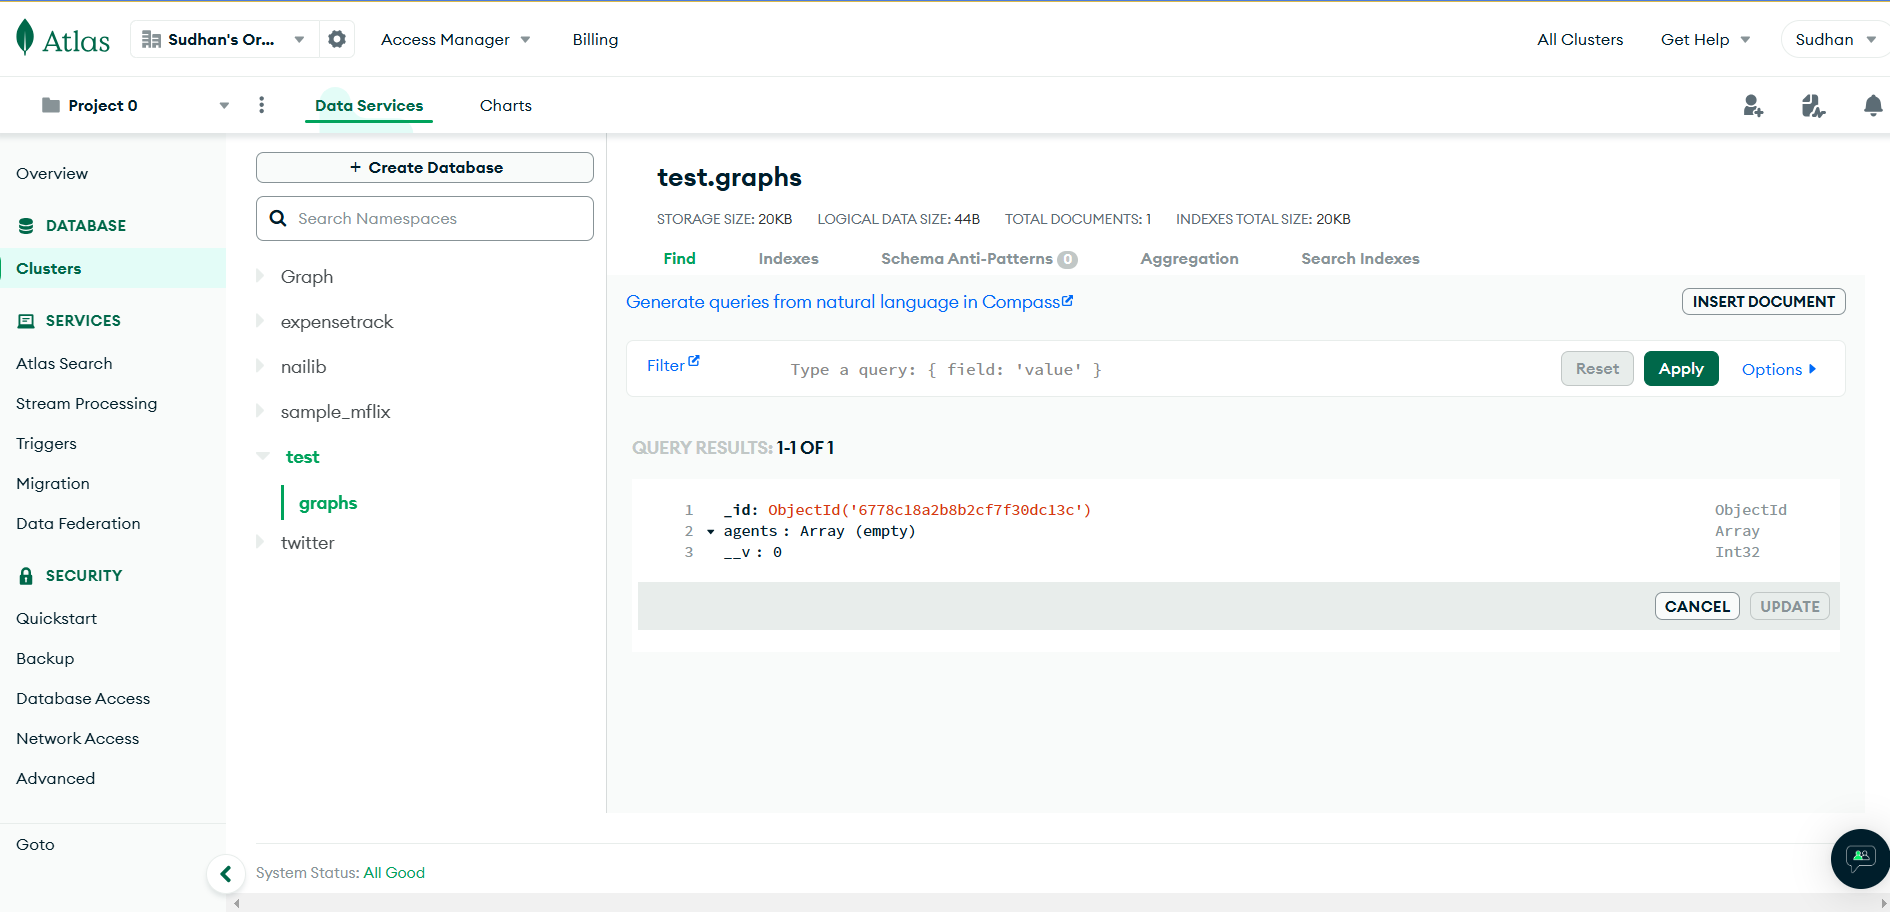 Atlas
Sudhan's Or...
Access Manager
Billing
All Clusters
Get Help
Sudhan
Project 0
Data Services
Charts
Overview
DATABASE
Clusters
SERVICES
Atlas Search
Stream Processing
Triggers
Migration
Data Federation
SECURITY
Quickstart
Backup
Database Access
Network Access
Advanced
Goto
+ Create Database
Search Namespaces
Graph
expensetrack
nailib
sample_mflix
test
graphs
twitter
test.graphs
STORAGE SIZE: 20KB LOGICAL DATA SIZE: 44B TOTAL DOCUMENTS: 1 INDEXES TOTAL SIZE: 20KB
Find Indexes Schema Anti-Patterns 0 Aggregation Search Indexes
Generate queries from natural language in Compass
INSERT DOCUMENT
Filter
Type a query: { field: 'value' }
Reset
Apply
Options
QUERY RESULTS: 1-1 OF 1
1 _id: ObjectId('6778c18a2b8b2cf7f30dc13c') ObjectId
2 agents : Array (empty) Array
3 __v : 0 Int32
CANCEL
UPDATE
System Status: All Good